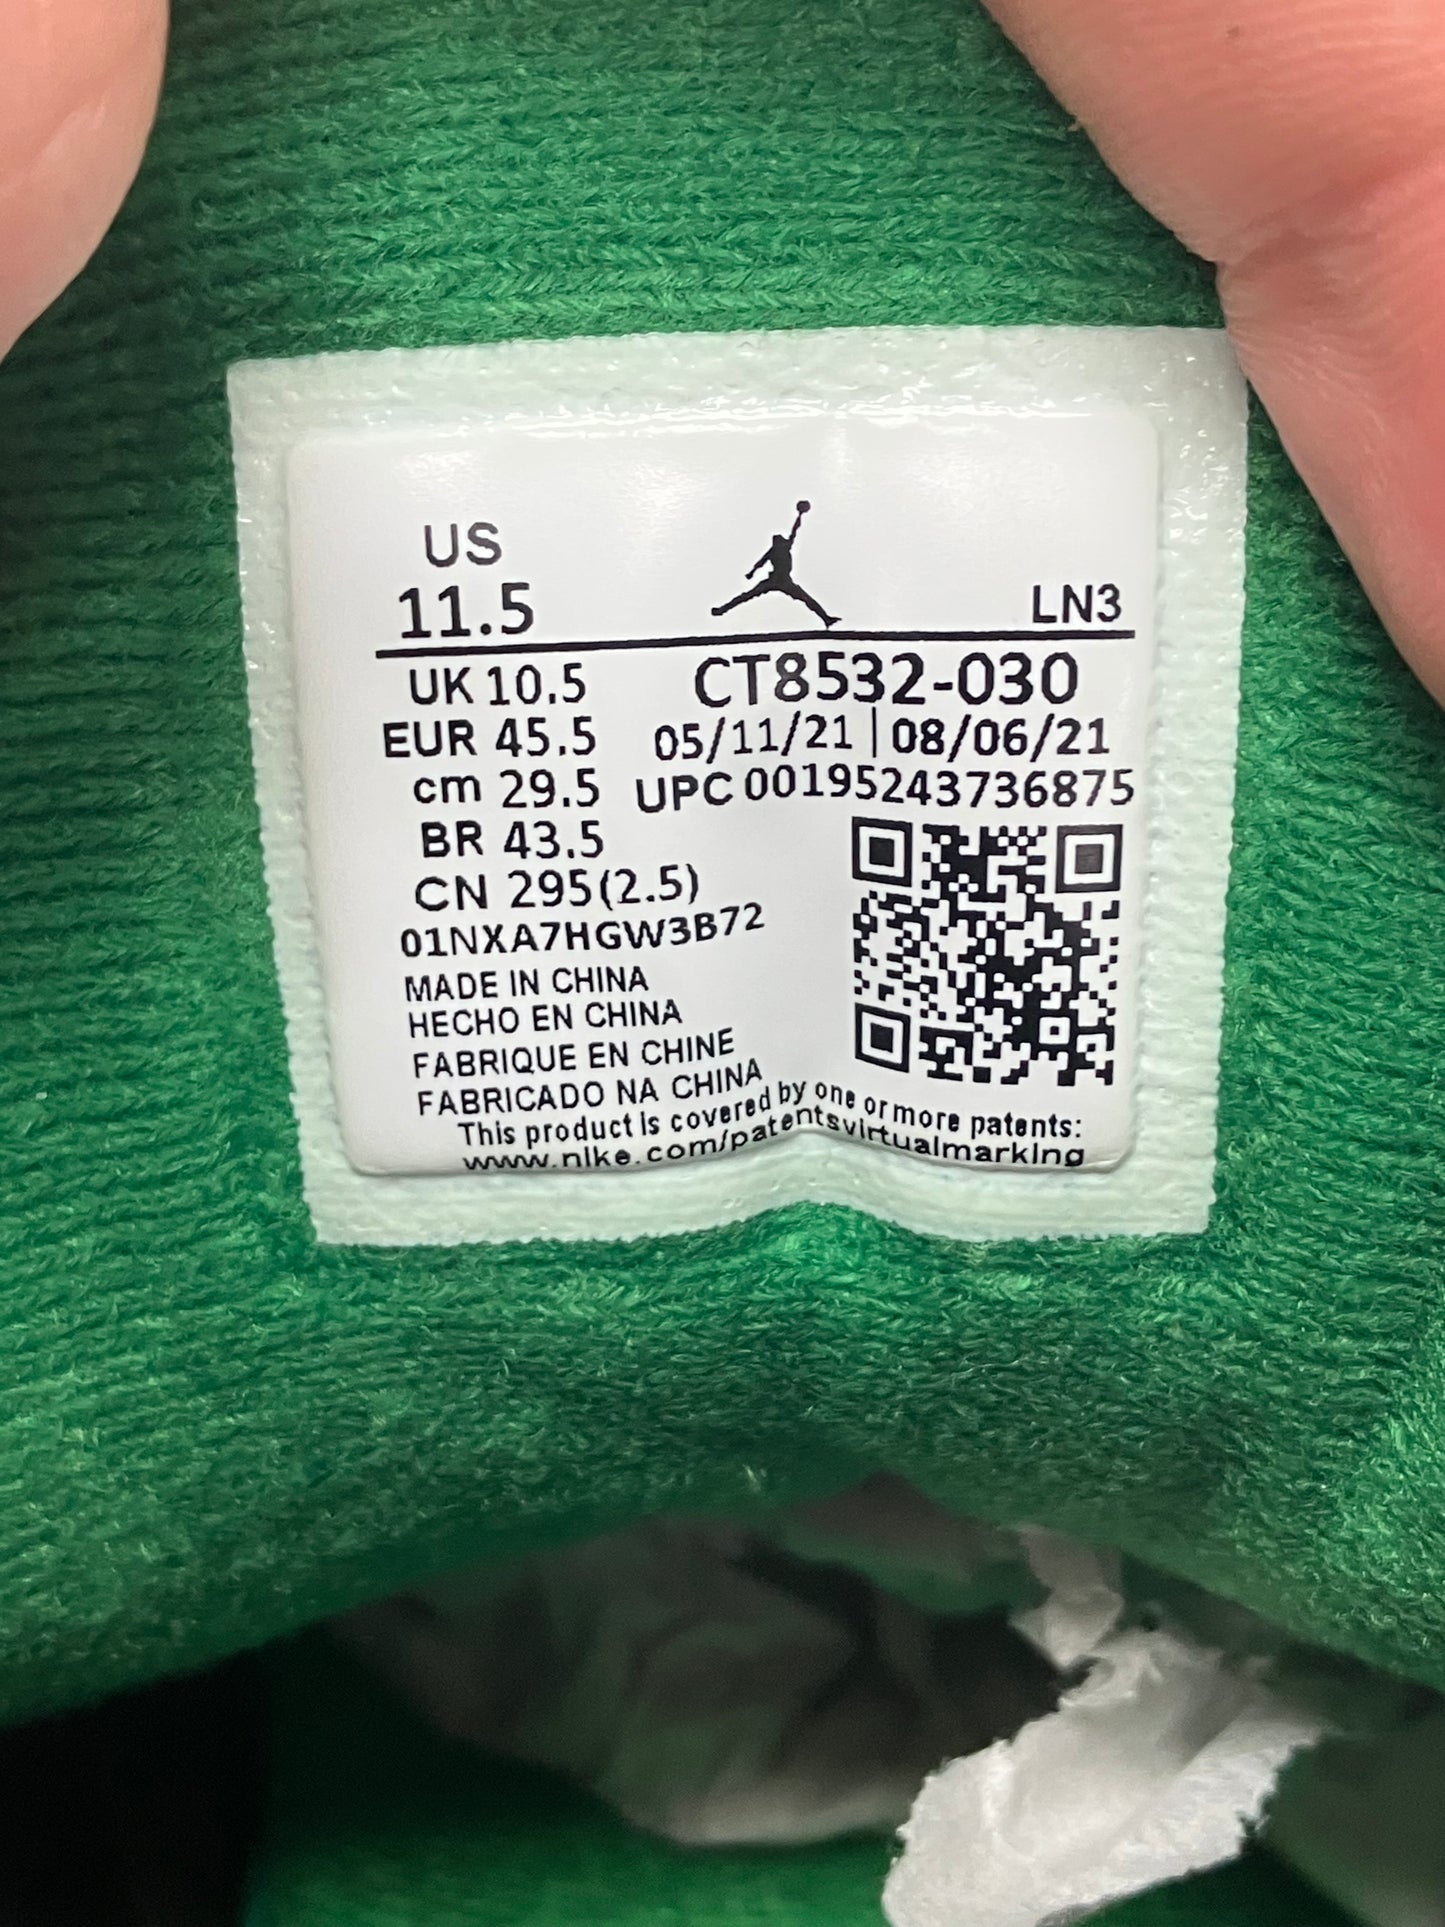 US
11.5
LN3
UK 10.5
CT8532-030
EUR 45.5
05/11/21 | 08/06/21
cm 29.5
UPC 00195243736875
BR 43.5
CN 295(2.5)
01NXA7HGW3B72
MADE IN CHINA
HECHO EN CHINA
FABRIQUE EN CHINE
FABRICADO NA CHINA
This product is covered by one or more patents:
www.nike.com/patentsvirtualmarking